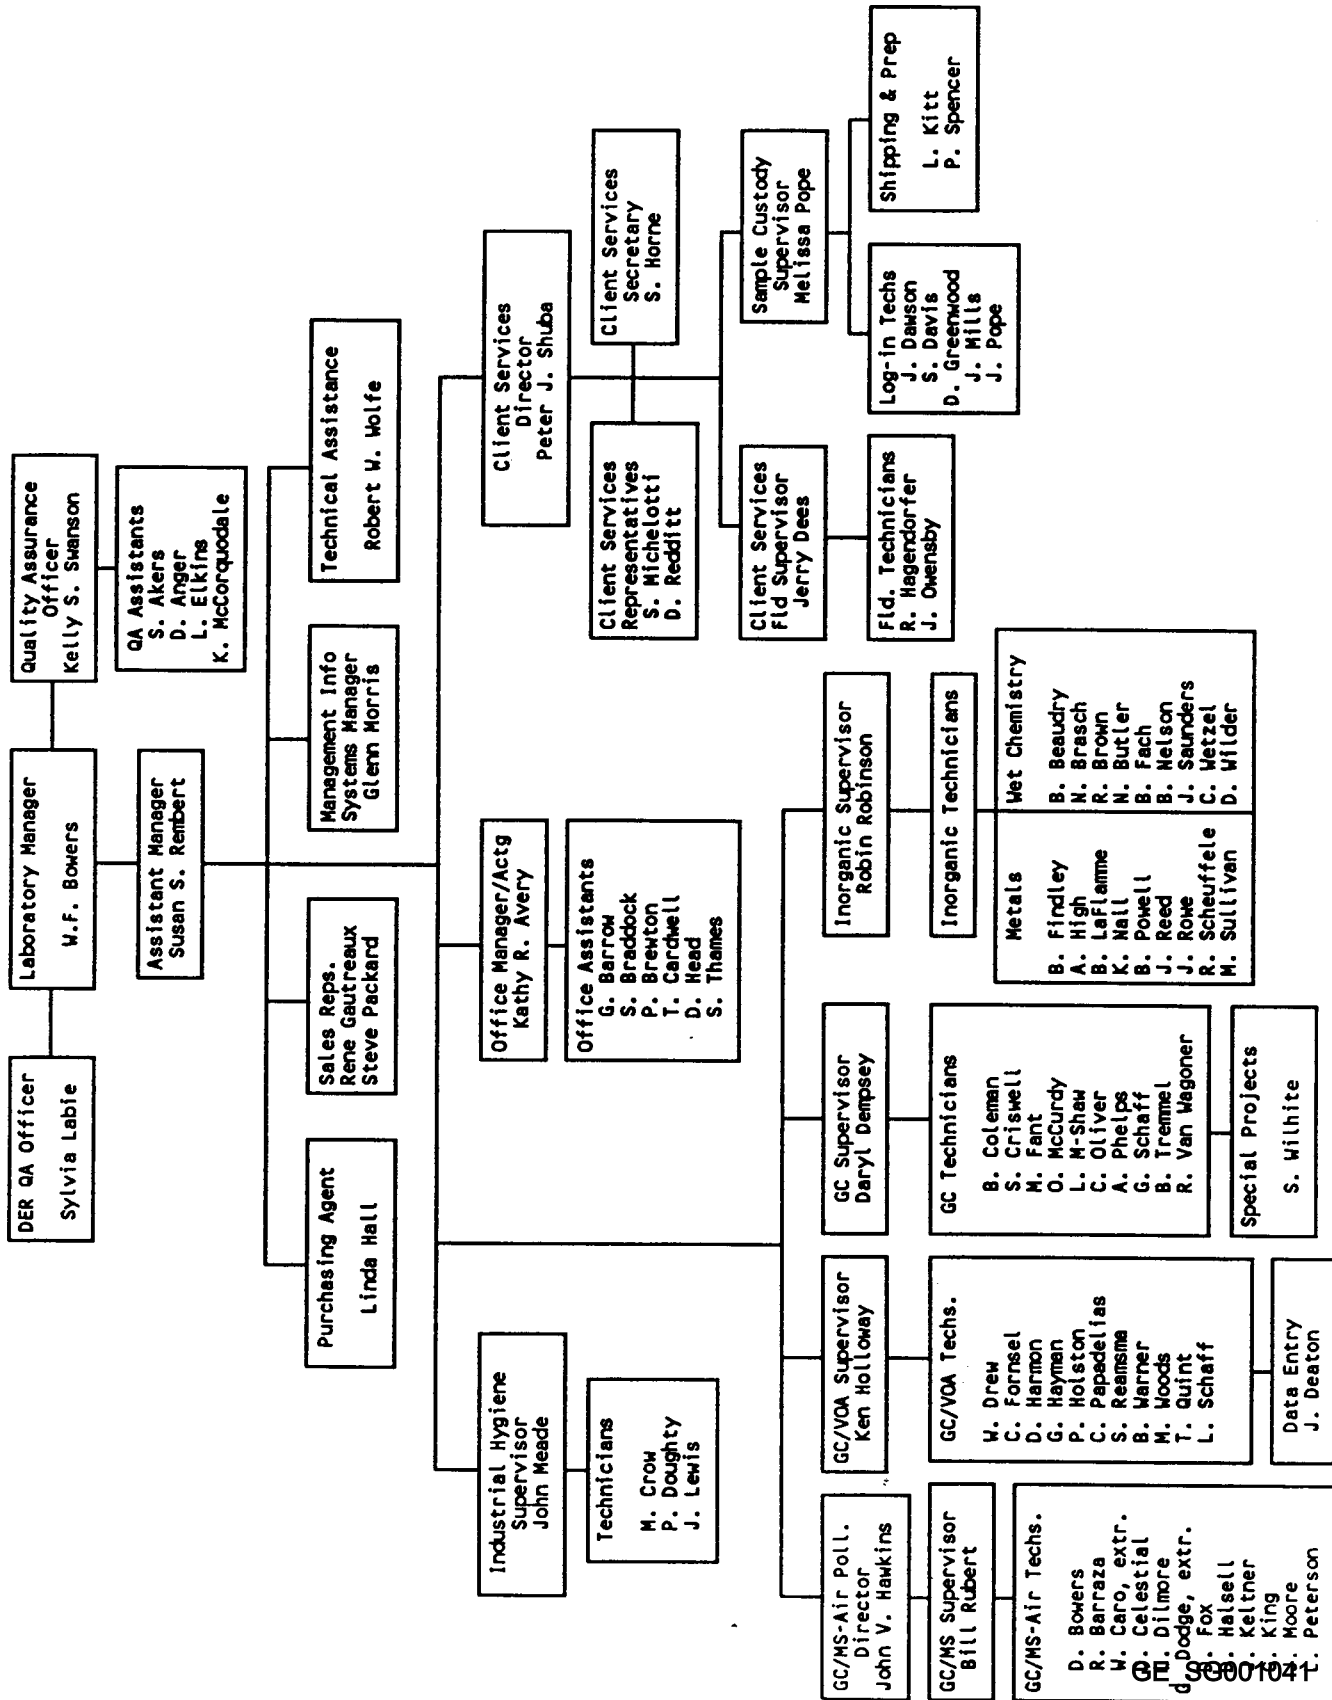 DER QA Officer
Sylvia Labie
Laboratory Manager
W.F. Bowers
Quality Assurance
Officer
Kelly S. Swanson
QA Assistants
S. Akers
D. Anger
L. Elkins
K. McCorquodale
Assistant Manager
Susan S. Rembert
Purchasing Agent
Linda Hall
Sales Reps.
Rene Gautreaux
Steve Packard
Management Info
Systems Manager
Glenn Morris
Technical Assistance
Robert W. Wolfe
Industrial Hygiene
Supervisor
John Meade
Technicians
M. Crow
P. Doughty
J. Lewis
Office Manager/Actg
Kathy R. Avery
Office Assistants
G. Barrow
S. Braddock
P. Brewton
T. Cardwell
D. Head
S. Thames
Client Services
Director
Peter J. Shuba
Client Services
Representatives
S. Michelotti
D. Redditt
Client Services
Secretary
S. Horne
Client Services
Fld Supervisor
Jerry Dees
Fld. Technicians
R. Hagendorfer
J. Owensby
Sample Custody
Supervisor
Melissa Pope
Log-in Techs
J. Dawson
S. Davis
D. Greenwood
J. Mills
J. Pope
Shipping & Prep
L. Kitt
P. Spencer
GC/MS-Air Poll.
Director
John V. Hawkins
GC/MS Supervisor
Bill Rubert
GC/MS-Air Techs.
D. Bowers
R. Barraza
W. Caro, extr.
Celestial
Dilmore
G. Dodge, extr.
Fox
Halsell
Keltner
King
Moore
Peterson
GC/VOA Supervisor
Ken Holloway
GC/VOA Techs.
W. Drew
C. Fornsel
D. Harmon
G. Hayman
P. Holston
C. Papadelias
S. Reamsma
B. Warner
M. Woods
T. Quint
L. Schaff
Data Entry
J. Deaton
GC Supervisor
Daryl Dempsey
GC Technicians
B. Coleman
S. Criswell
M. Fant
O. McCurdy
L. M-Shaw
C. Oliver
A. Phelps
G. Schaff
B. Tremmel
R. Van Wagoner
Special Projects
S. Wilhite
Inorganic Supervisor
Robin Robinson
Inorganic Technicians
Metals
B. Findley
A. High
B. LaFlamme
K. Nall
B. Powell
J. Reed
J. Rowe
R. Scheuffele
M. Sullivan
Wet Chemistry
B. Beaudry
N. Brasch
R. Brown
N. Butler
B. Fach
B. Nelson
J. Saunders
C. Wetzel
D. Wilder
SG001041